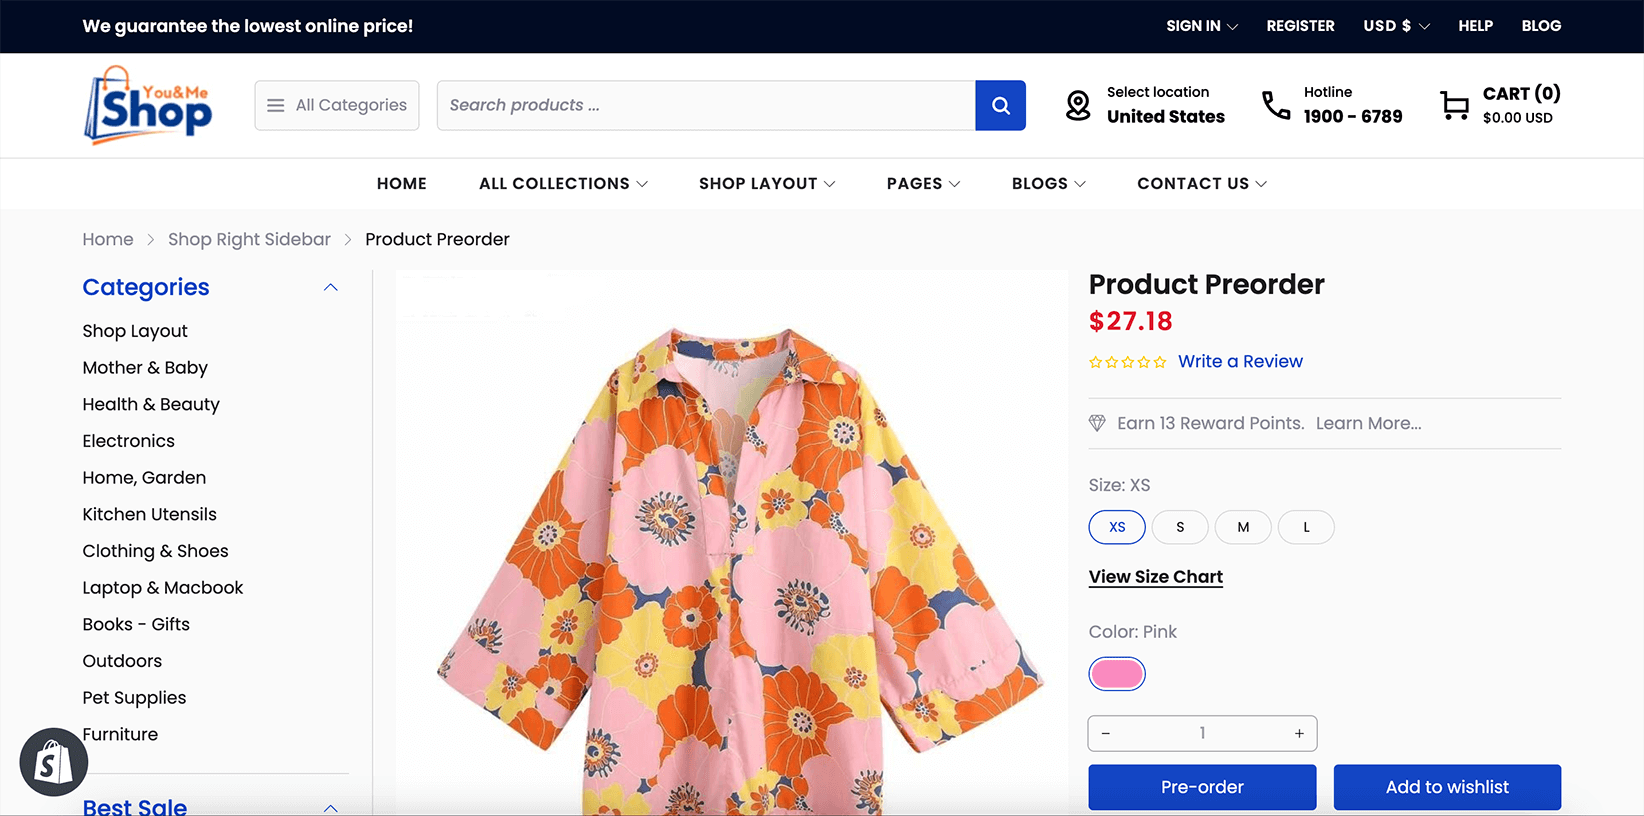 We guarantee the lowest online price!
SIGN IN
REGISTER
USD $
HELP
BLOG
You&Me
Shop
All Categories
Search products ...
Select location
United States
Hotline
1900 - 6789
CART (0)
$0.00 USD
HOME
ALL COLLECTIONS
SHOP LAYOUT
PAGES
BLOGS
CONTACT US
Home
Shop Right Sidebar
Product Preorder
Categories
Shop Layout
Mother & Baby
Health & Beauty
Electronics
Home, Garden
Kitchen Utensils
Clothing & Shoes
Laptop & Macbook
Books - Gifts
Outdoors
Pet Supplies
Furniture
S
Best Sale
Product Preorder
$27.18
Write a Review
Earn 13 Reward Points. Learn More...
Size: XS
XS
S
M
L
View Size Chart
Color: Pink
- 1 +
Pre-order
Add to wishlist